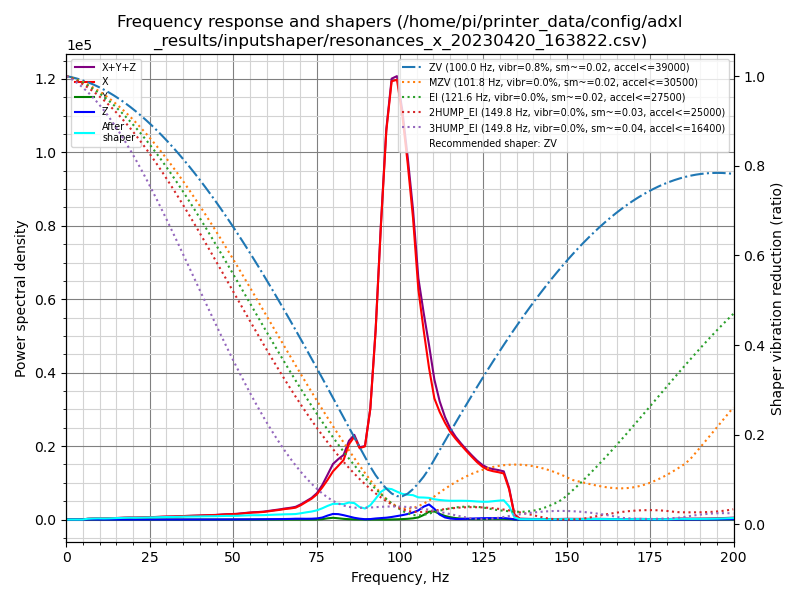 Frequency response and shapers (/home/pi/printer_data/config/adxl
_results/inputshaper/resonances_x_20230420_163822.csv)
1e5
X+Y+Z
X
Y
Z
After
shaper
ZV (100.0 Hz, vibr=0.8%, sm~=0.02, accel<=39000)
MZV (101.8 Hz, vibr=0.0%, sm~=0.02, accel<=30500)
EI (121.6 Hz, vibr=0.0%, sm~=0.02, accel<=27500)
2HUMP_EI (149.8 Hz, vibr=0.0%, sm~=0.03, accel<=25000)
3HUMP_EI (149.8 Hz, vibr=0.0%, sm~=0.04, accel<=16400)
Recommended shaper: ZV
Power spectral density
1.2
1.0
0.8
0.6
0.4
0.2
0.0
1.0
0.8
0.6
0.4
0.2
0.0
Shaper vibration reduction (ratio)
0 25 50 75 100 125 150 175 200
Frequency, Hz